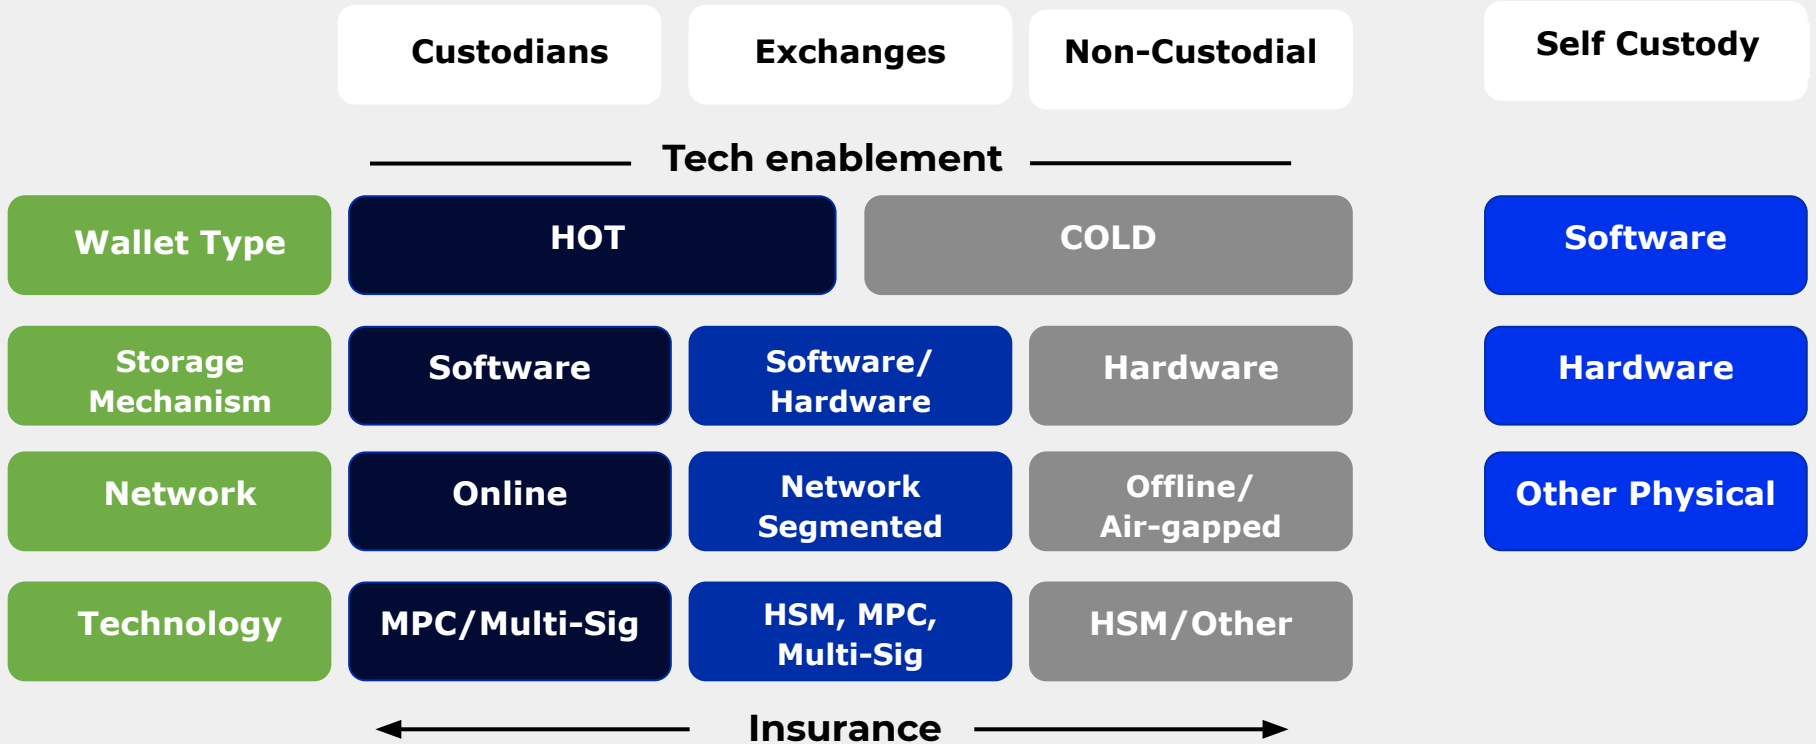 Custodians
Exchanges
Non-Custodial
Self Custody
Tech enablement
Wallet Type
HOT
COLD
Software
Storage
Mechanism
Software
Software/
Hardware
Hardware
Hardware
Network
Online
Network
Segmented
Offline/
Air-gapped
Other Physical
Technology
MPC/Multi-Sig
HSM, MPC,
Multi-Sig
HSM/Other
Insurance